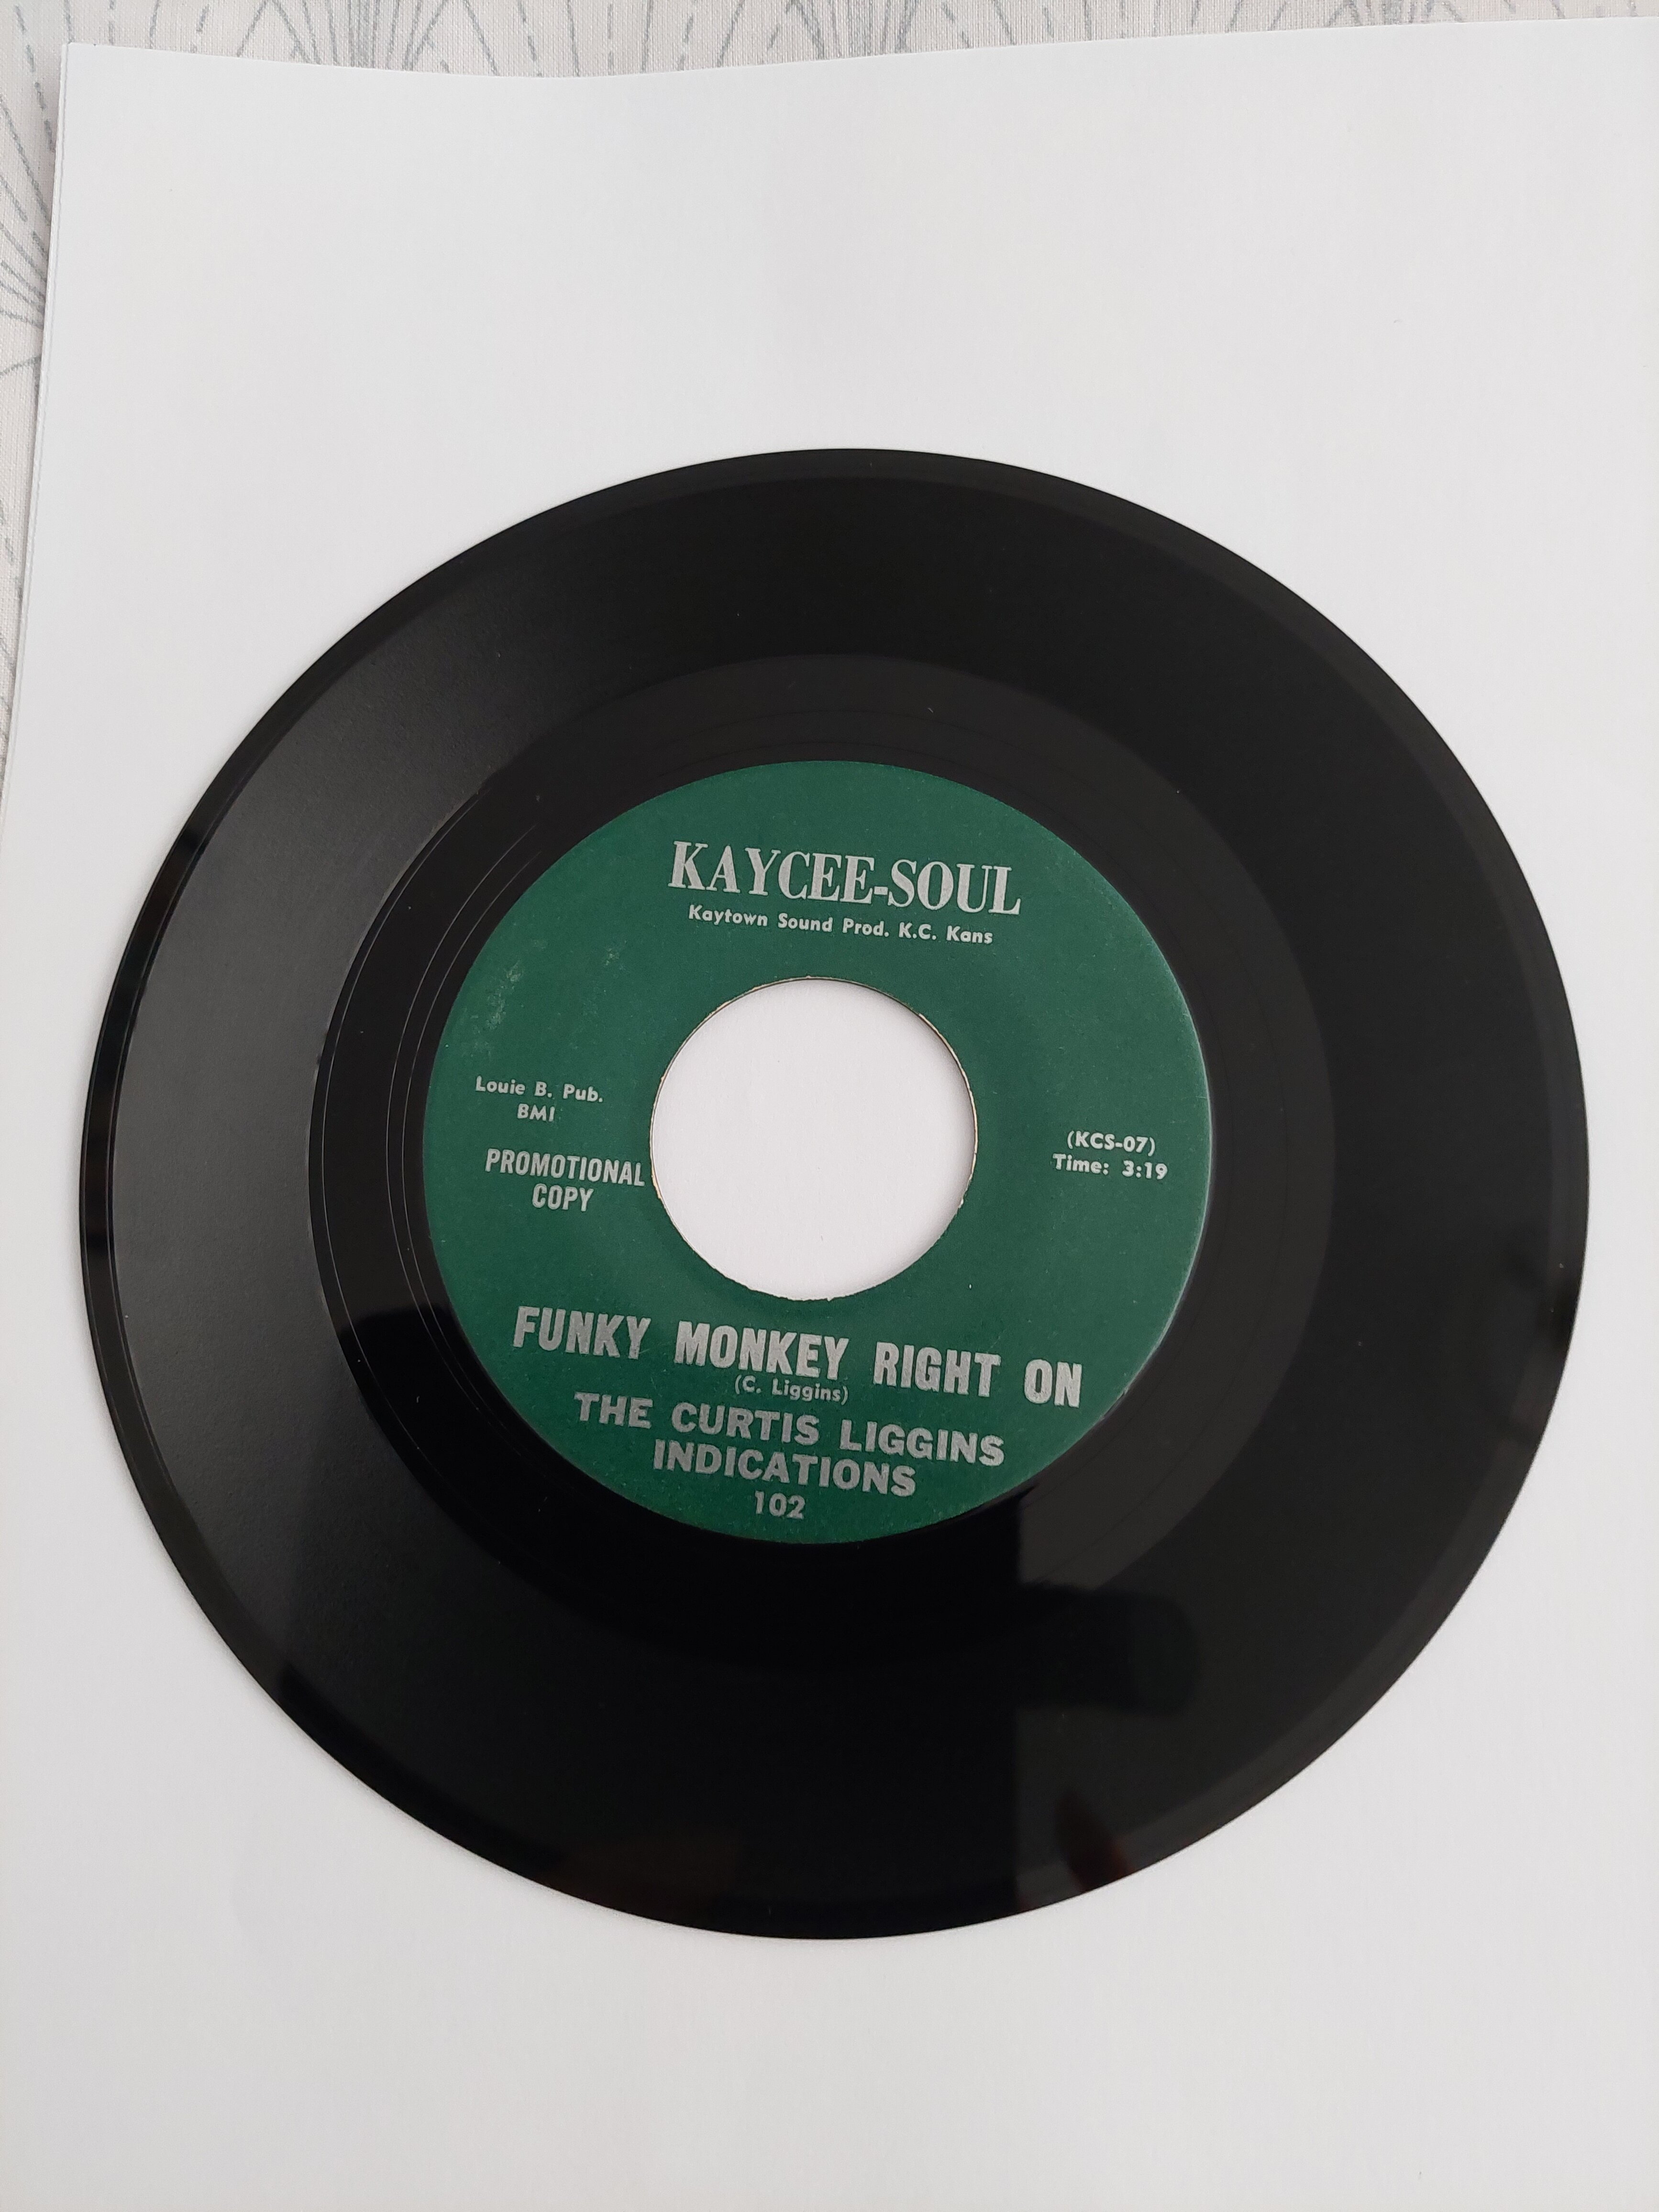 KAYCEE-SOUL
Kaytown Sound Prod. K.C. Kans
Louie B. Pub.
BMI
PROMOTIONAL
COPY
(KCS-07)
Time: 3:19
FUNKY MONKEY RIGHT ON
(C. Liggins)
THE CURTIS LIGGINS
INDICATIONS
102